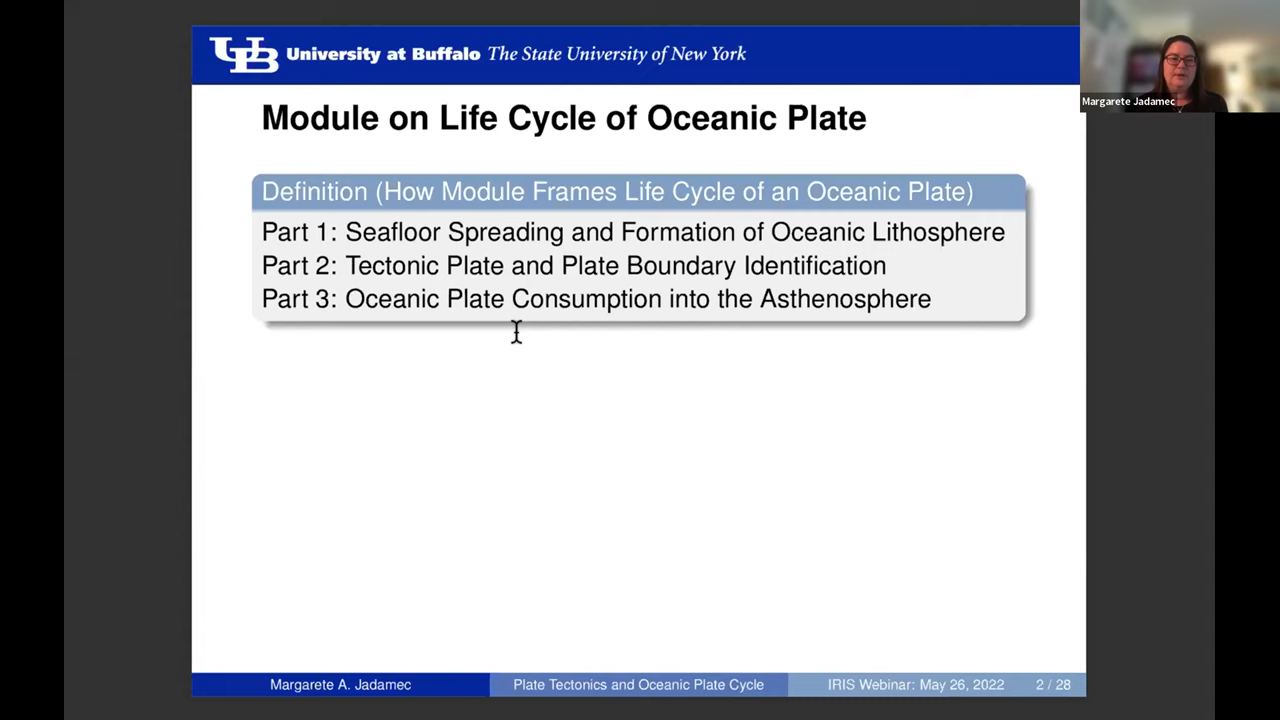 UB University at Buffalo The State University of New York
Margarete Jadamec
Module on Life Cycle of Oceanic Plate
Definition (How Module Frames Life Cycle of an Oceanic Plate)
Part 1: Seafloor Spreading and Formation of Oceanic Lithosphere
Part 2: Tectonic Plate and Plate Boundary Identification
Part 3: Oceanic Plate Consumption into the Asthenosphere
Margarete A. Jadamec Plate Tectonics and Oceanic Plate Cycle IRIS Webinar: May 26, 2022 2 / 28